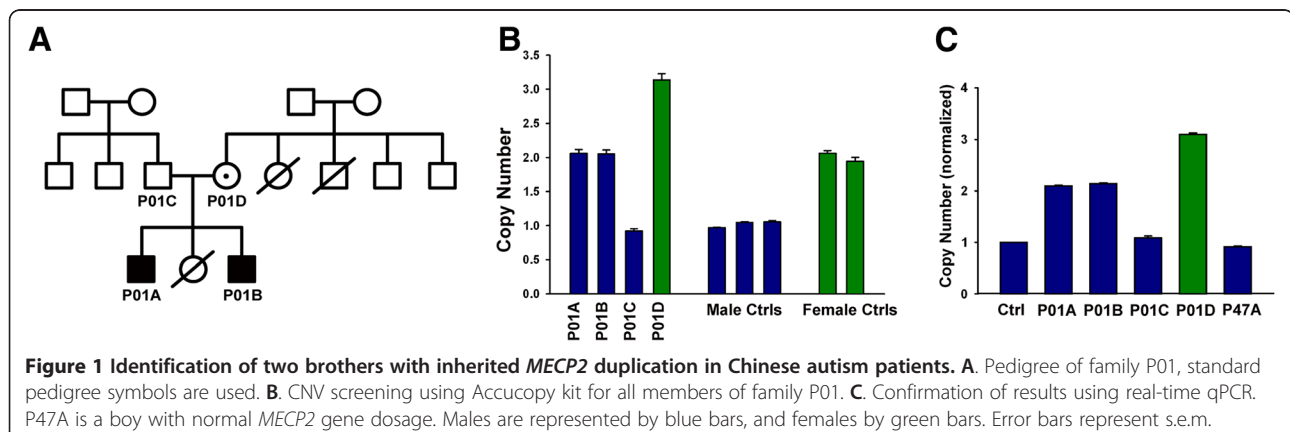 A
P01C P01D
P01A P01B
B
Copy Number
3.5
3.0
2.5
2.0
1.5
1.0
0.5
0.0
P01A
P01B
P01C
P01D
Male Ctrls
Female Ctrls
C
Copy Number (normalized)
4
3
2
1
0
Ctrl P01A P01B P01C P01D P47A
Figure 1 Identification of two brothers with inherited MECP2 duplication in Chinese autism patients. A. Pedigree of family P01, standard
pedigree symbols are used. B. CNV screening using Accucopy kit for all members of family P01. C. Confirmation of results using real-time qPCR.
P47A is a boy with normal MECP2 gene dosage. Males are represented by blue bars, and females by green bars. Error bars represent s.e.m.